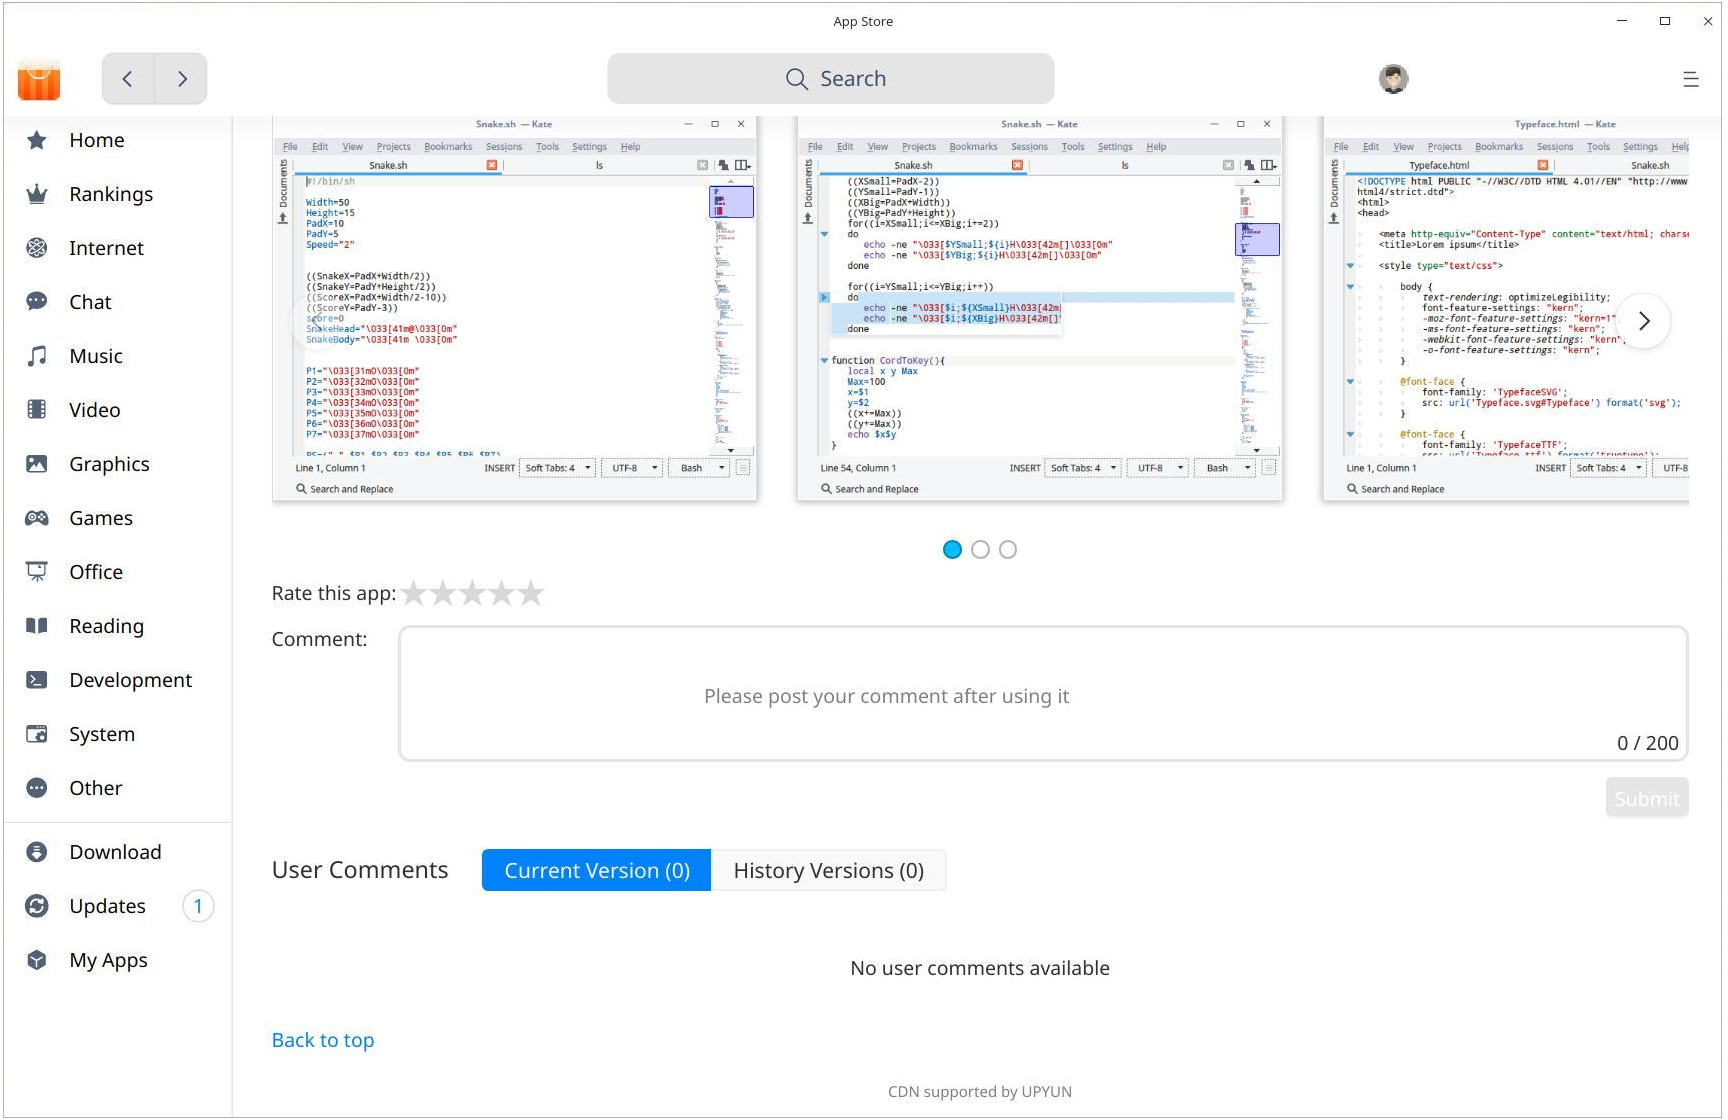 App Store
Search
Home
Rankings
Internet
Chat
Music
Video
Graphics
Games
Office
Reading
Development
System
Other
Download
Updates 1
My Apps
Snake.sh — Kate
File Edit View Projects Bookmarks Sessions Tools Settings Help
Snake.sh ls
Documents
#!/bin/sh
Width=50
Height=15
PadX=10
PadY=5
Speed="2"
((SnakeX=PadX+Width/2))
((SnakeY=PadY+Height/2))
((ScoreX=PadX+Width/2-10))
((ScoreY=PadY-3))
score=0
SnakeHead="\033[41m@\033[0m"
SnakeBody="\033[41m \033[0m"
P1="\033[31mO\033[0m"
P2="\033[32mO\033[0m"
P3="\033[33mO\033[0m"
P4="\033[34mO\033[0m"
P5="\033[35mO\033[0m"
P6="\033[36mO\033[0m"
P7="\033[37mO\033[0m"
Line 1, Column 1 INSERT Soft Tabs: 4 UTF-8 Bash
Search and Replace
Snake.sh — Kate
File Edit View Projects Bookmarks Sessions Tools Settings Help
Snake.sh ls
Documents
((XSmall=PadX-2))
((YSmall=PadY-1))
((XBig=PadX+Width))
((YBig=PadY+Height))
for((i=XSmall;i<=XBig;i+=2))
do
echo -ne "\033[$YSmall;${i}H\033[42m[]\033[0m"
echo -ne "\033[$YBig;${i}H\033[42m[]\033[0m"
done
for((i=YSmall;i<=YBig;i++))
do
echo -ne "\033[$i;${XSmall}H\033[42m
echo -ne "\033[$i;${XBig}H\033[42m[]
done
function CordToKey(){
local x y Max
Max=100
x=$1
y=$2
((x+=Max))
((y+=Max))
echo $x$y
}
Line 54, Column 1 INSERT Soft Tabs: 4 UTF-8 Bash
Search and Replace
Typeface.html — Kate
File Edit View Projects Bookmarks Sessions Tools Settings Help
Typeface.html Snake.sh
Documents
<!DOCTYPE html PUBLIC "-//W3C//DTD HTML 4.01//EN" "http://www
html4/strict.dtd">
<html>
<head>
<meta http-equiv="Content-Type" content="text/html; charse
<title>Lorem ipsum</title>
<style type="text/css">
body {
text-rendering: optimizeLegibility;
font-feature-settings: "kern";
-moz-font-feature-settings: "kern=1"
-ms-font-feature-settings: "kern";
-webkit-font-feature-settings: "kern"
-o-font-feature-settings: "kern";
}
@font-face {
font-family: 'TypefaceSVG';
src: url('Typeface.svg#Typeface') format('svg');
}
@font-face {
font-family: 'TypefaceTTF';
Line 1, Column 1 INSERT Soft Tabs: 4 UTF-8
Search and Replace
Rate this app:
Comment:
Please post your comment after using it
0 / 200
Submit
User Comments Current Version (0) History Versions (0)
No user comments available
Back to top
CDN supported by UPYUN